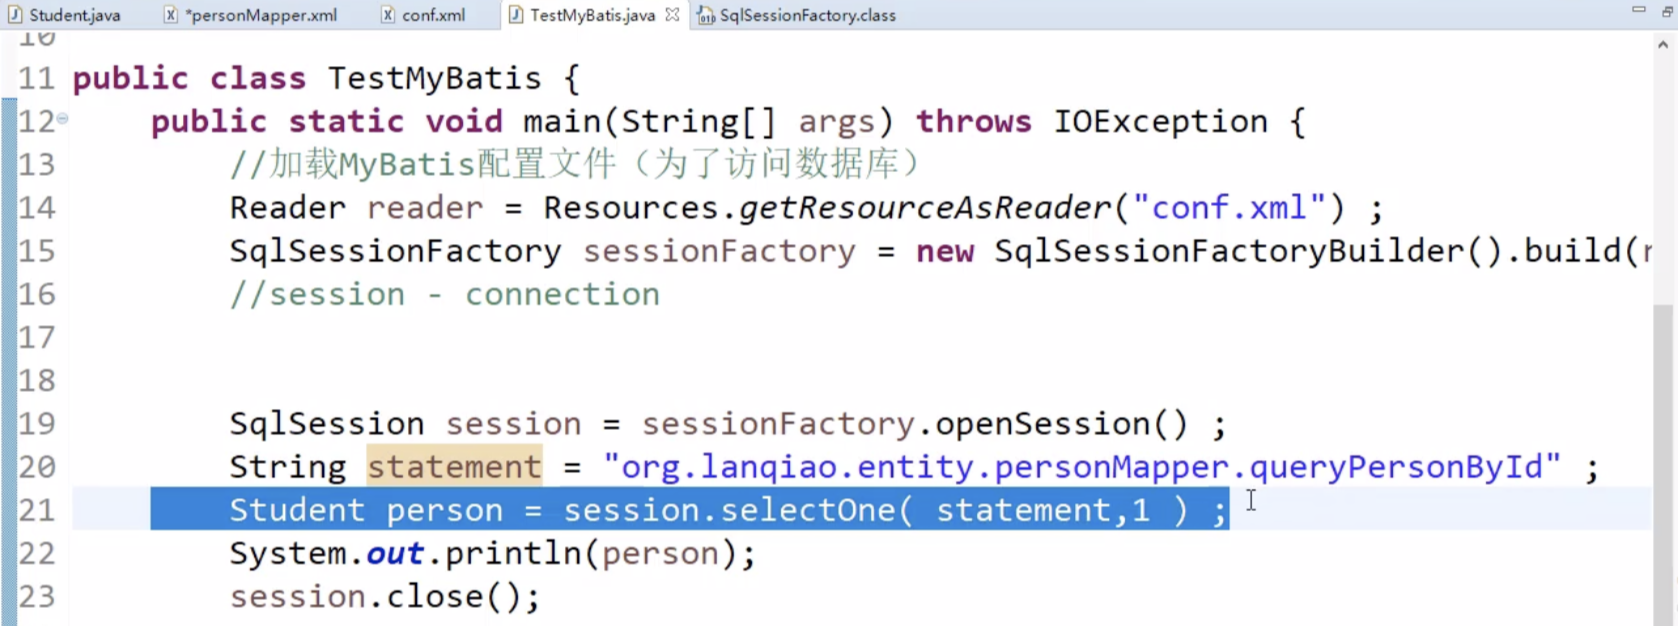 Student.java *personMapper.xml conf.xml TestMyBatis.java SqlSessionFactory.class
10
11 public class TestMyBatis {
12 public static void main(String[] args) throws IOException {
13 //加载MyBatis配置文件（为了访问数据库）
14 Reader reader = Resources.getResourceAsReader("conf.xml") ;
15 SqlSessionFactory sessionFactory = new SqlSessionFactoryBuilder().build(r
16 //session - connection
17
18
19 SqlSession session = sessionFactory.openSession() ;
20 String statement = "org.lanqiao.entity.personMapper.queryPersonById" ;
21 Student person = session.selectOne( statement,1 ) ;
22 System.out.println(person);
23 session.close();